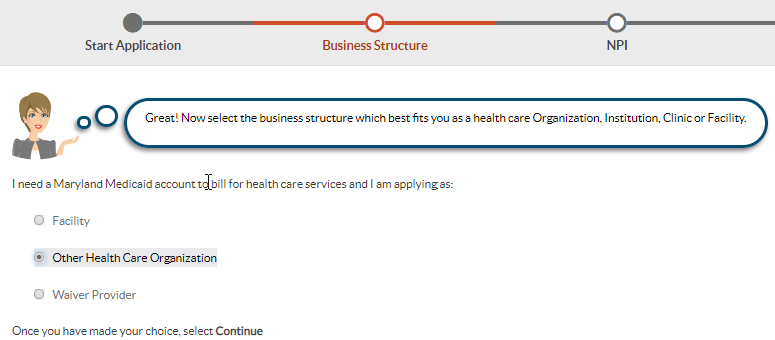 Start Application
Business Structure
NPI
Great! Now select the business structure which best fits you as a health care Organization, Institution, Clinic or Facility.
I need a Maryland Medicaid account to bill for health care services and I am applying as:
Facility
Other Health Care Organization
Waiver Provider
Once you have made your choice, select Continue